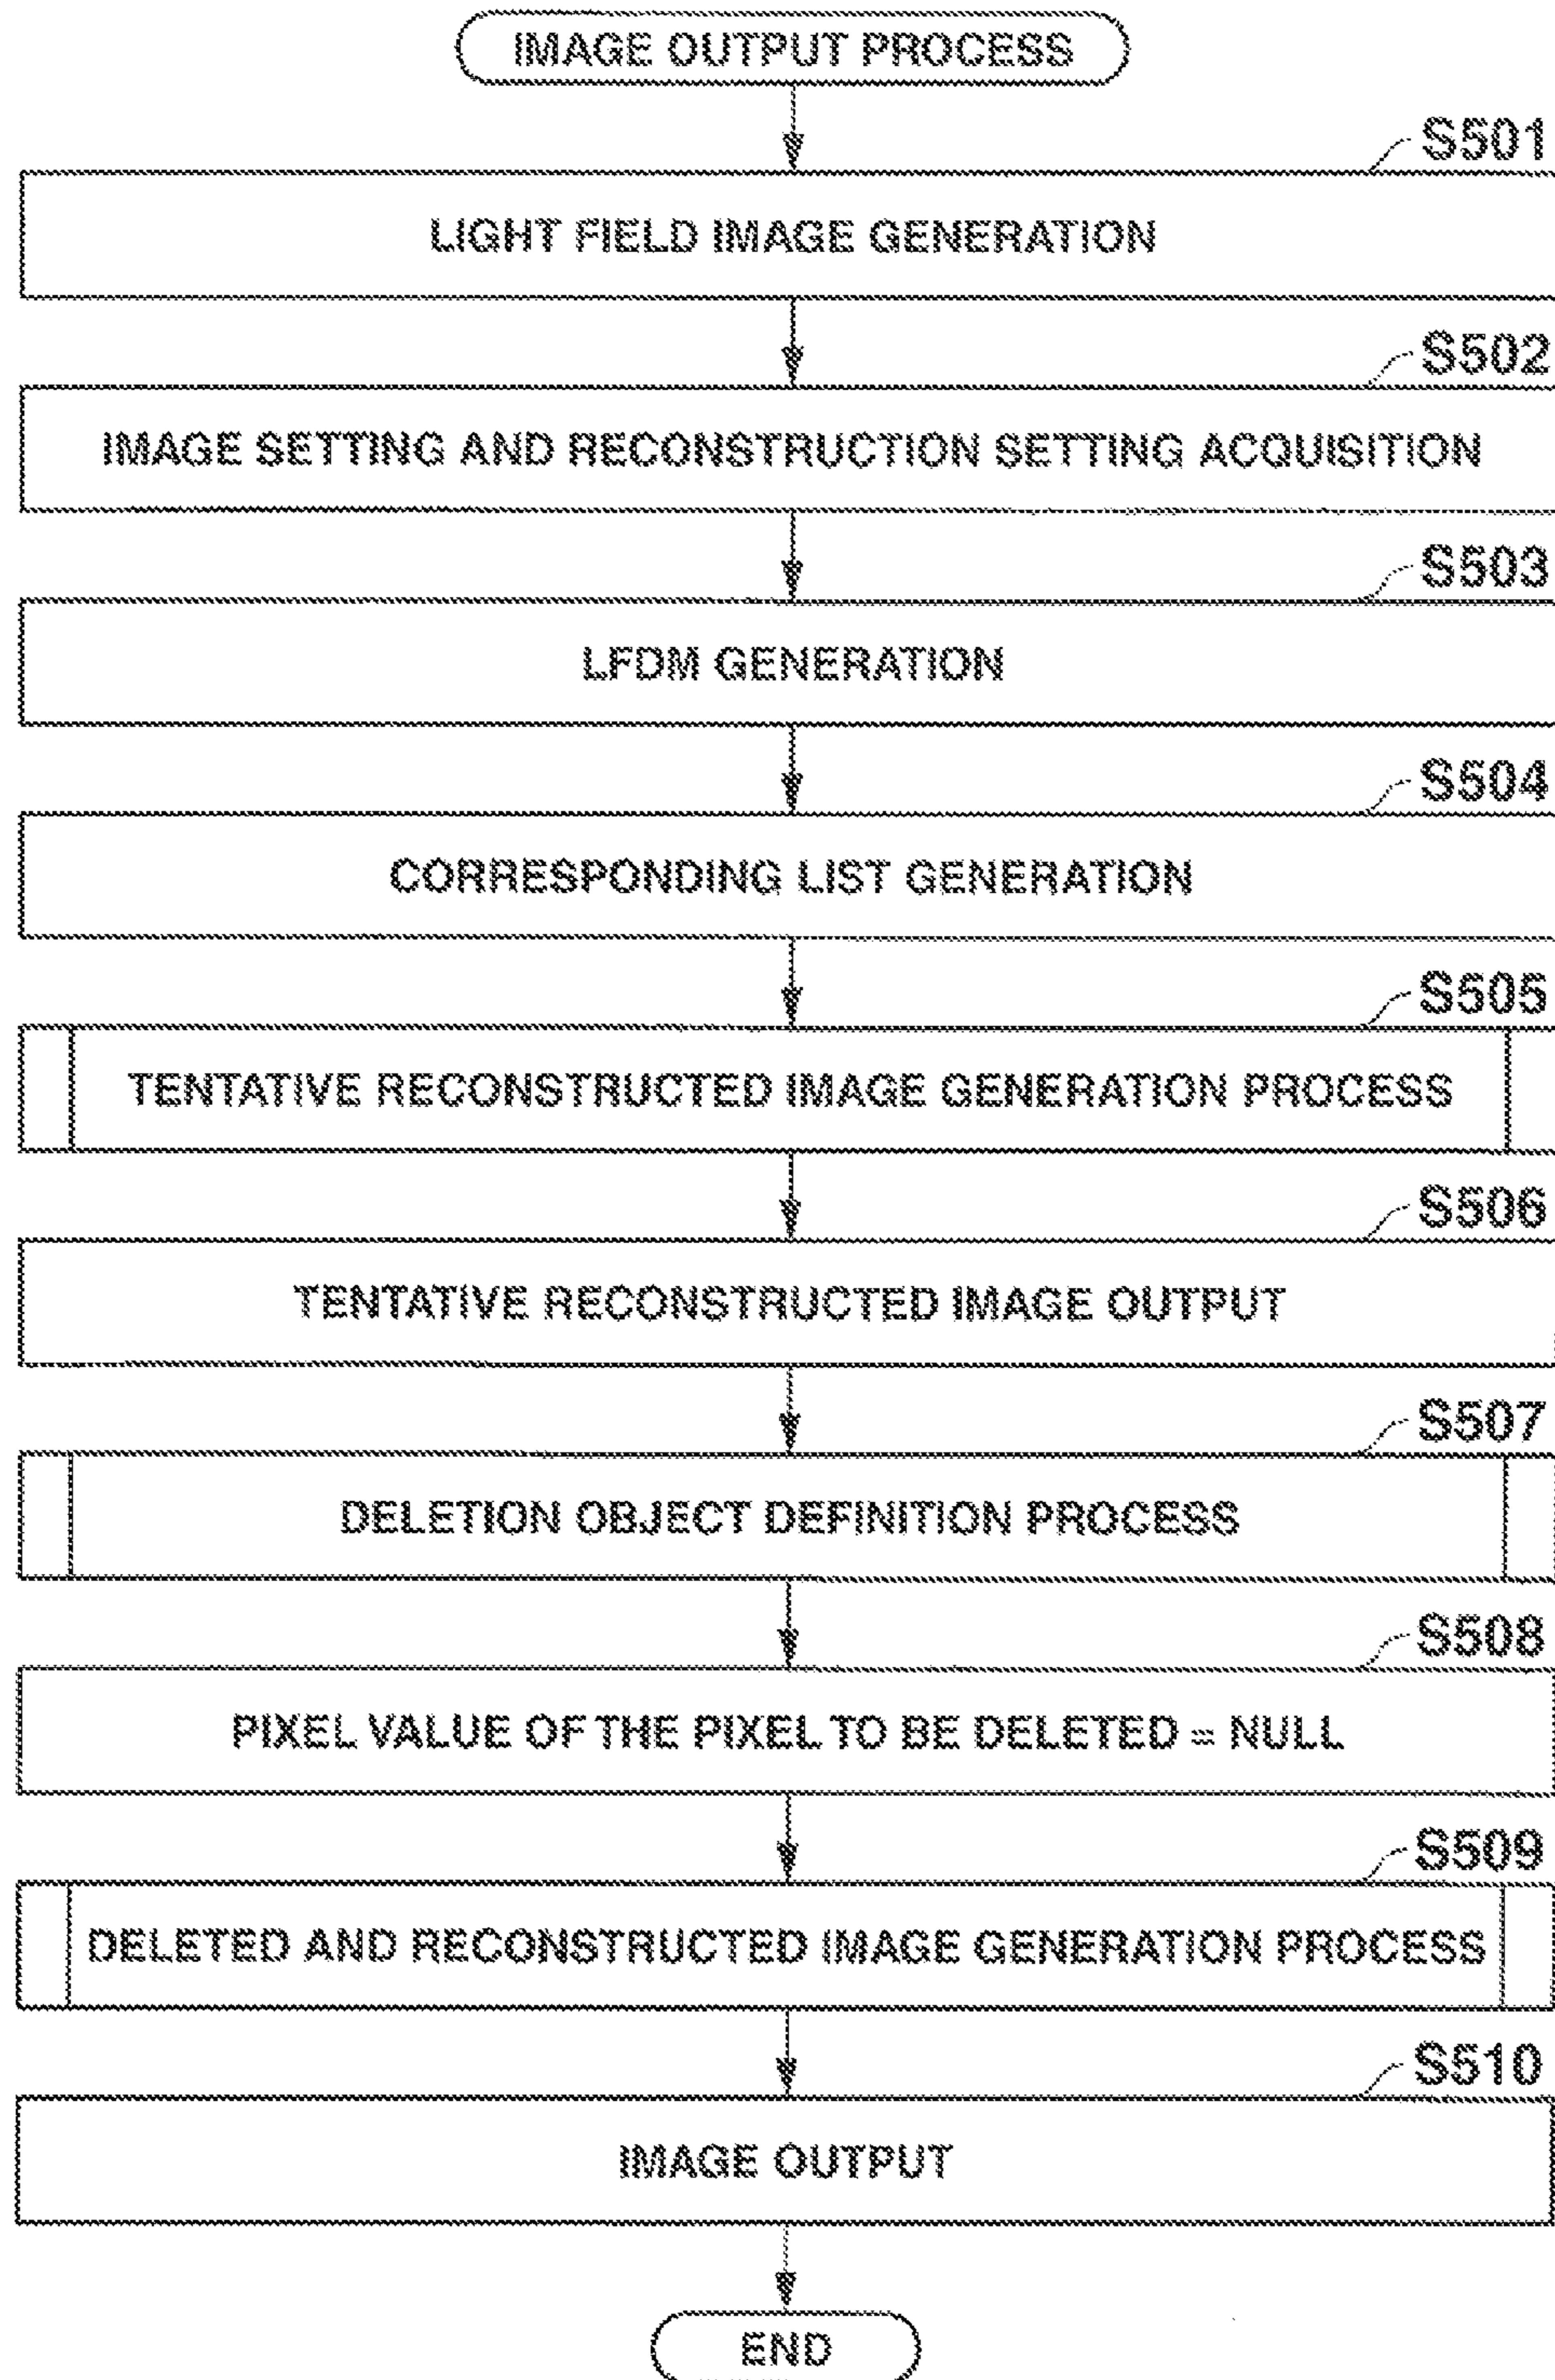 IMAGE OUTPUT PROCESS
S501
LIGHT FIELD IMAGE GENERATION
S502
IMAGE SETTING AND RECONSTRUCTION SETTING ACQUISITION
S503
LFDM GENERATION
S504
CORRESPONDING LIST GENERATION
S505
TENTATIVE RECONSTRUCTED IMAGE GENERATION PROCESS
S506
TENTATIVE RECONSTRUCTED IMAGE OUTPUT
S507
DELETION OBJECT DEFINITION PROCESS
S508
PIXEL VALUE OF THE PIXEL TO BE DELETED = NULL
S509
DELETED AND RECONSTRUCTED IMAGE GENERATION PROCESS
S510
IMAGE OUTPUT
END